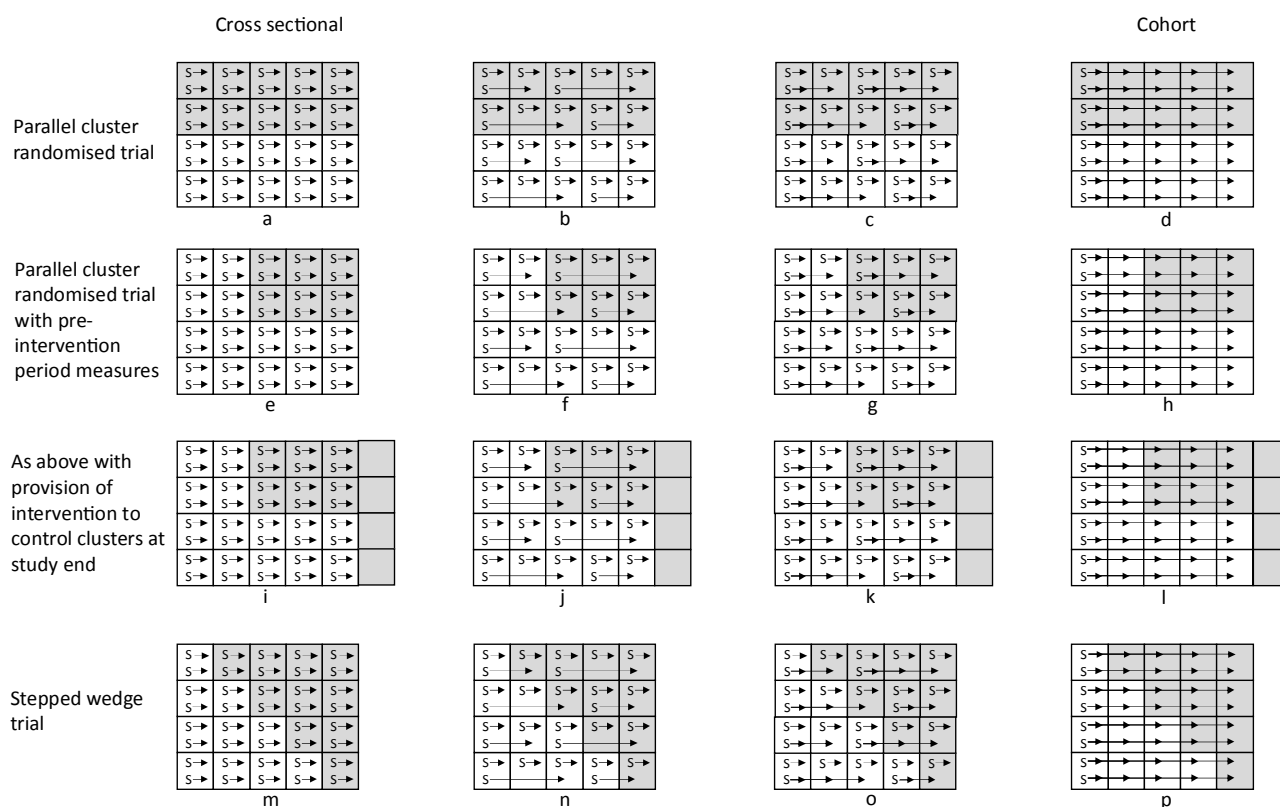 Cross sectional
Cohort
Parallel cluster
randomised trial
S S S S S S S S S S S S S S S S
S S S S S S S S S S
S S S S S S S S S S S S S S S S
S S S S S S S S S S
S S S S S S S S S S S S S S S S
S S S S S S S S S S
S S S S S S S S S S S S S S S S
S S S S S S S S S S
a
b
c
d
Parallel cluster
randomised trial
with pre-
intervention
period measures
S S S S S S S S S S S S S S S S
S S S S S S S S S S
S S S S S S S S S S S S S S S S
S S S S S S S S S S
S S S S S S S S S S S S S S S S
S S S S S S S S S S
S S S S S S S S S S S S S S S S
S S S S S S S S S S
e
f
g
h
As above with
provision of
intervention to
control clusters at
study end
S S S S S S S S S S S S S S S S
S S S S S S S S S S
S S S S S S S S S S S S S S S S
S S S S S S S S S S
S S S S S S S S S S S S S S S S
S S S S S S S S S S
S S S S S S S S S S S S S S S S
S S S S S S S S S S
i
j
k
l
Stepped wedge
trial
S S S S S S S S S S S S S S S S
S S S S S S S S S S
S S S S S S S S S S S S S S S S
S S S S S S S S S S
S S S S S S S S S S S S S S S S
S S S S S S S S S S
S S S S S S S S S S S S S S S S
S S S S S S S S S S
m
n
o
p